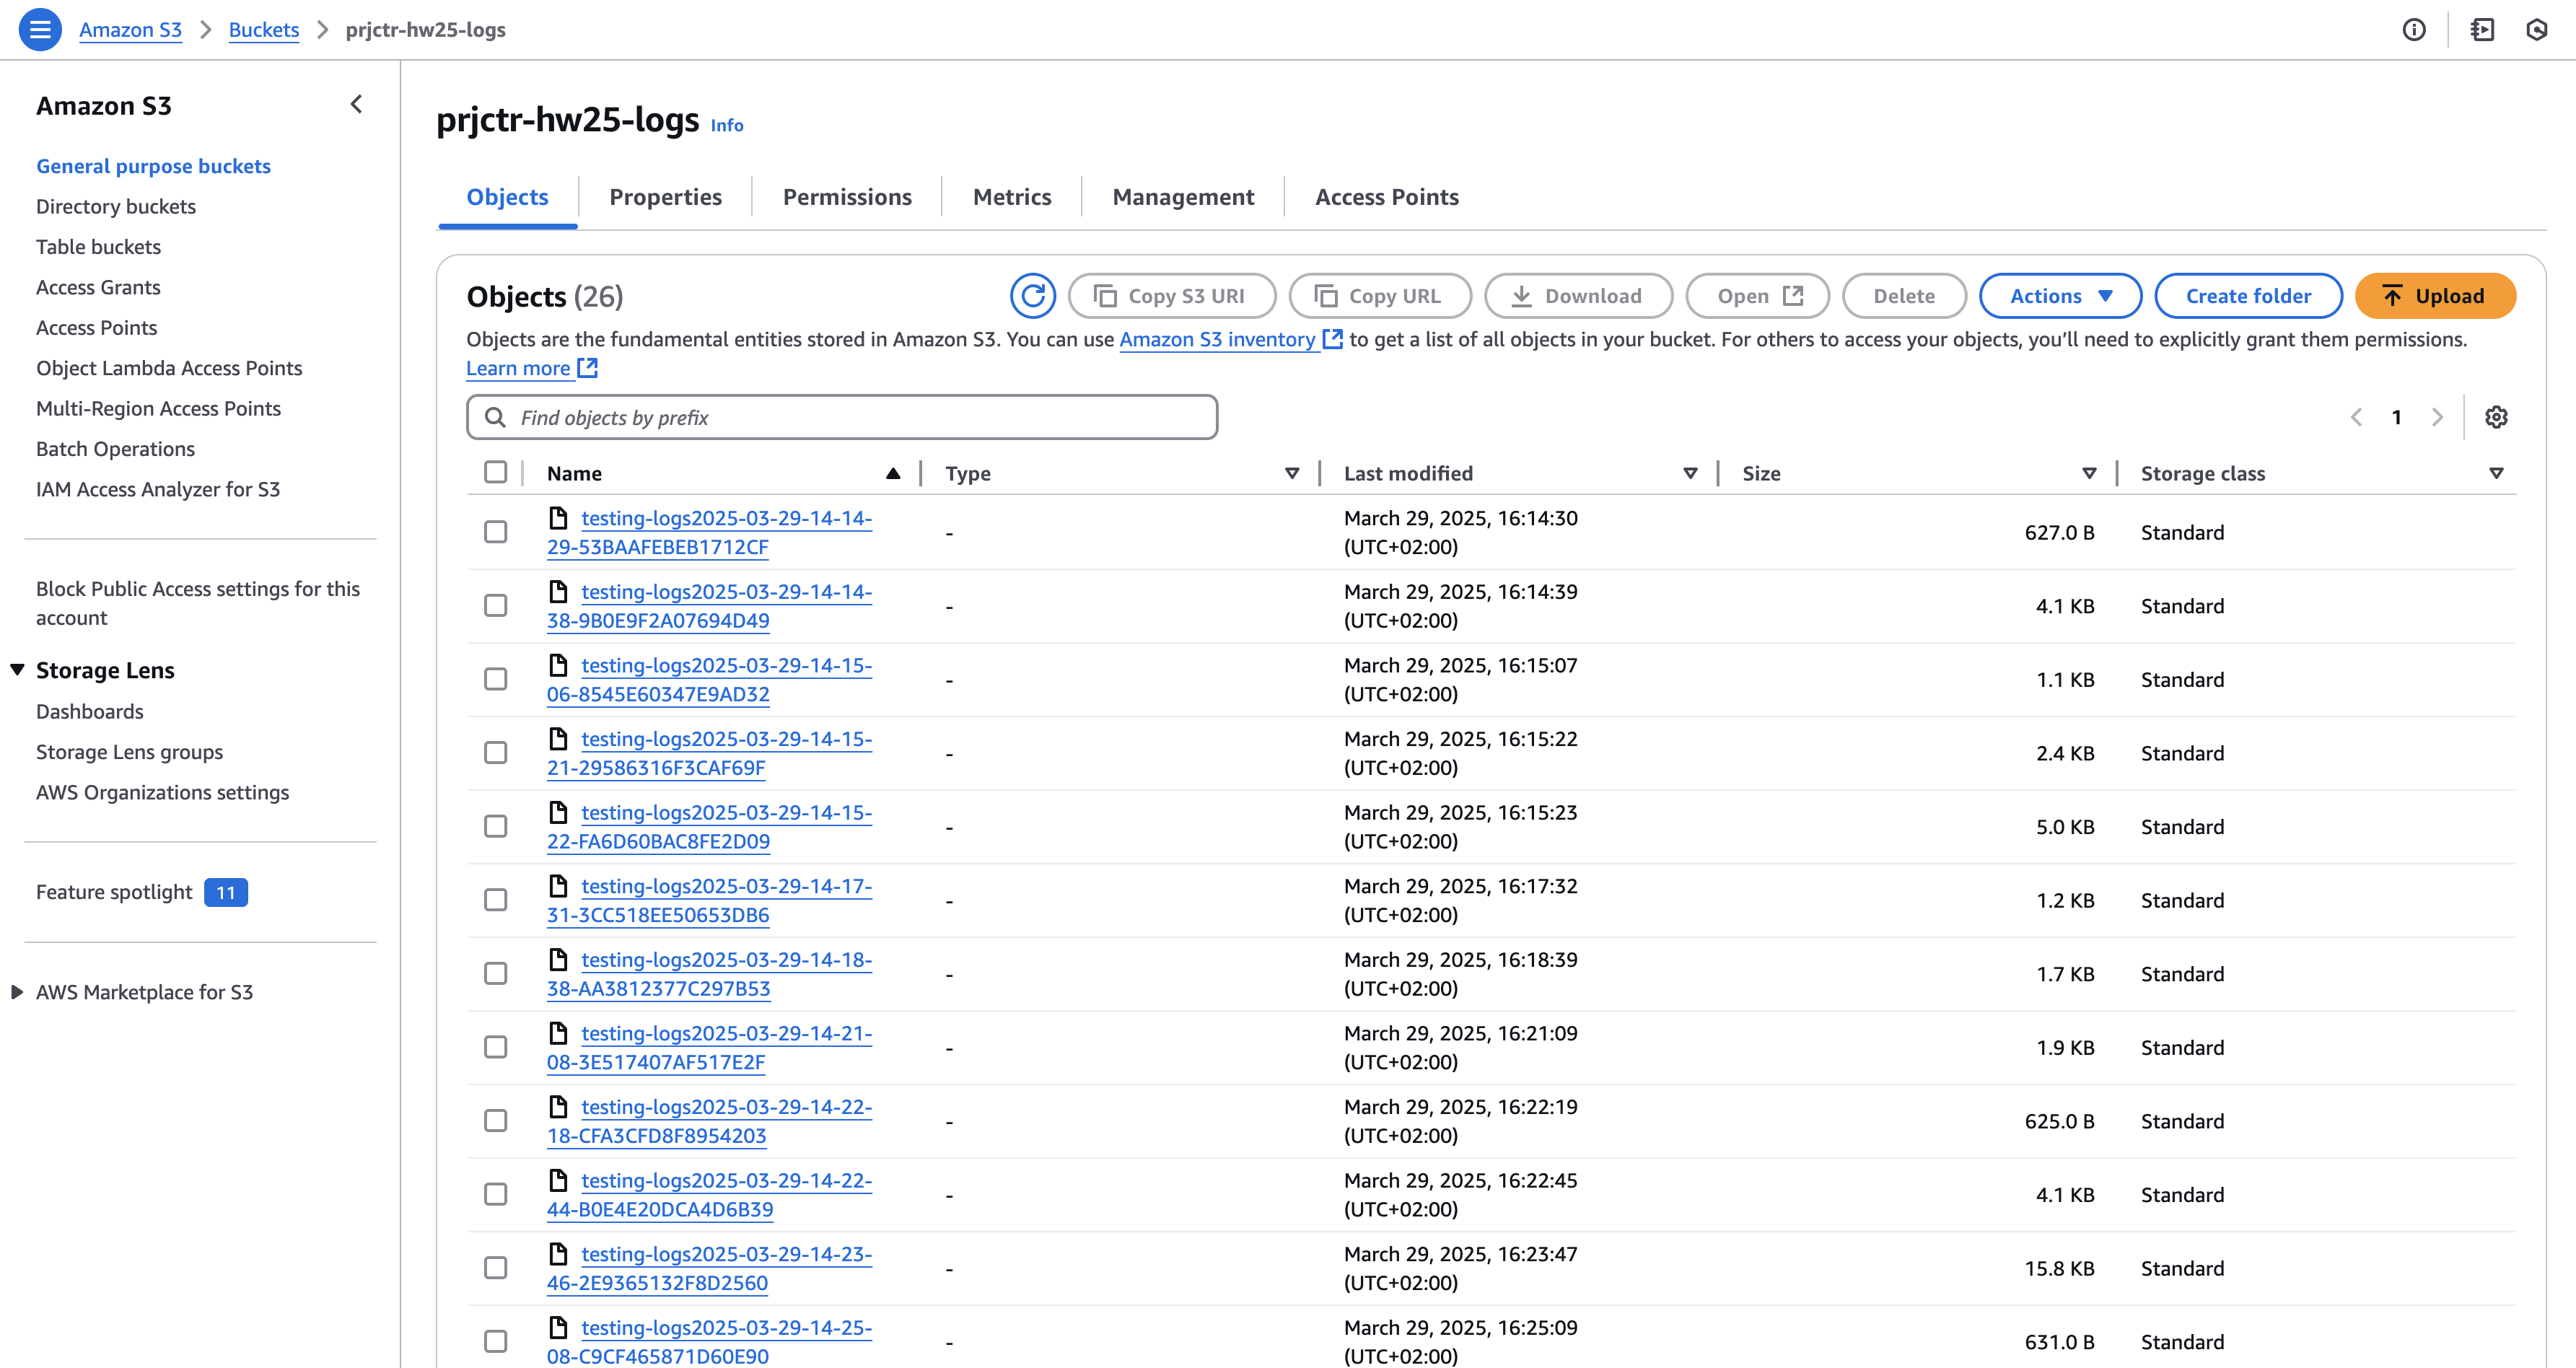 Amazon S3 > Buckets > prjctr-hw25-logs
Amazon S3
General purpose buckets
Directory buckets
Table buckets
Access Grants
Access Points
Object Lambda Access Points
Multi-Region Access Points
Batch Operations
IAM Access Analyzer for S3
Block Public Access settings for this
account
Storage Lens
Dashboards
Storage Lens groups
AWS Organizations settings
Feature spotlight 11
AWS Marketplace for S3
prjctr-hw25-logs Info
Objects Properties Permissions Metrics Management Access Points
Objects (26) Copy S3 URI Copy URL Download Open Delete Actions Create folder Upload
Objects are the fundamental entities stored in Amazon S3. You can use Amazon S3 inventory to get a list of all objects in your bucket. For others to access your objects, you’ll need to explicitly grant them permissions.
Learn more
Find objects by prefix 1
Name Type Last modified Size Storage class
testing-logs2025-03-29-14-14-
29-53BAAFEBEB1712CF - March 29, 2025, 16:14:30
(UTC+02:00) 627.0 B Standard
testing-logs2025-03-29-14-14-
38-9B0E9F2A07694D49 - March 29, 2025, 16:14:39
(UTC+02:00) 4.1 KB Standard
testing-logs2025-03-29-14-15-
06-8545E60347E9AD32 - March 29, 2025, 16:15:07
(UTC+02:00) 1.1 KB Standard
testing-logs2025-03-29-14-15-
21-29586316F3CAF69F - March 29, 2025, 16:15:22
(UTC+02:00) 2.4 KB Standard
testing-logs2025-03-29-14-15-
22-FA6D60BAC8FE2D09 - March 29, 2025, 16:15:23
(UTC+02:00) 5.0 KB Standard
testing-logs2025-03-29-14-17-
31-3CC518EE50653DB6 - March 29, 2025, 16:17:32
(UTC+02:00) 1.2 KB Standard
testing-logs2025-03-29-14-18-
38-AA3812377C297B53 - March 29, 2025, 16:18:39
(UTC+02:00) 1.7 KB Standard
testing-logs2025-03-29-14-21-
08-3E517407AF517E2F - March 29, 2025, 16:21:09
(UTC+02:00) 1.9 KB Standard
testing-logs2025-03-29-14-22-
18-CFA3CFD8F8954203 - March 29, 2025, 16:22:19
(UTC+02:00) 625.0 B Standard
testing-logs2025-03-29-14-22-
44-B0E4E20DCA4D6B39 - March 29, 2025, 16:22:45
(UTC+02:00) 4.1 KB Standard
testing-logs2025-03-29-14-23-
46-2E9365132F8D2560 - March 29, 2025, 16:23:47
(UTC+02:00) 15.8 KB Standard
testing-logs2025-03-29-14-25-
08-C9CF465871D60E90 - March 29, 2025, 16:25:09
(UTC+02:00) 631.0 B Standard